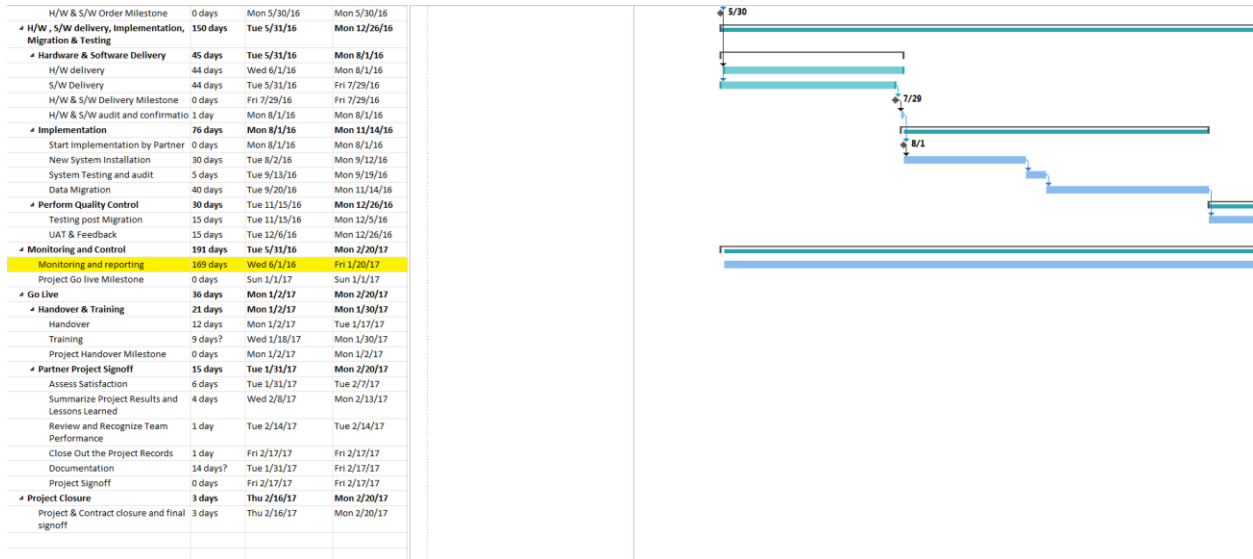 H/W & S/W Order Milestone 0 days Mon 5/30/16 Mon 5/30/16 5/30
H/W , S/W delivery, Implementation, 150 days Tue 5/31/16 Mon 12/26/16
Migration & Testing
Hardware & Software Delivery 45 days Tue 5/31/16 Mon 8/1/16
H/W delivery 44 days Wed 6/1/16 Mon 8/1/16
S/W Delivery 44 days Tue 5/31/16 Fri 7/29/16
H/W & S/W Delivery Milestone 0 days Fri 7/29/16 Fri 7/29/16 7/29
H/W & S/W audit and confirmatio 1 day Mon 8/1/16 Mon 8/1/16
Implementation 76 days Mon 8/1/16 Mon 11/14/16
Start Implementation by Partner 0 days Mon 8/1/16 Mon 8/1/16 8/1
New System Installation 30 days Tue 8/2/16 Mon 9/12/16
System Testing and audit 5 days Tue 9/13/16 Mon 9/19/16
Data Migration 40 days Tue 9/20/16 Mon 11/14/16
Perform Quality Control 30 days Tue 11/15/16 Mon 12/26/16
Testing post Migration 15 days Tue 11/15/16 Mon 12/5/16
UAT & Feedback 15 days Tue 12/6/16 Mon 12/26/16
Monitoring and Control 191 days Tue 5/31/16 Mon 2/20/17
Monitoring and reporting 169 days Wed 6/1/16 Fri 1/20/17
Project Go live Milestone 0 days Sun 1/1/17 Sun 1/1/17
Go Live 36 days Mon 1/2/17 Mon 2/20/17
Handover & Training 21 days Mon 1/2/17 Mon 1/30/17
Handover 12 days Mon 1/2/17 Tue 1/17/17
Training 9 days? Wed 1/18/17 Mon 1/30/17
Project Handover Milestone 0 days Mon 1/2/17 Mon 1/2/17
Partner Project Signoff 15 days Tue 1/31/17 Mon 2/20/17
Assess Satisfaction 6 days Tue 1/31/17 Tue 2/7/17
Summarize Project Results and 4 days Wed 2/8/17 Mon 2/13/17
Lessons Learned
Review and Recognize Team 1 day Tue 2/14/17 Tue 2/14/17
Performance
Close Out the Project Records 1 day Fri 2/17/17 Fri 2/17/17
Documentation 14 days? Tue 1/31/17 Fri 2/17/17
Project Signoff 0 days Fri 2/17/17 Fri 2/17/17
Project Closure 3 days Thu 2/16/17 Mon 2/20/17
Project & Contract closure and final 3 days Thu 2/16/17 Mon 2/20/17
signoff